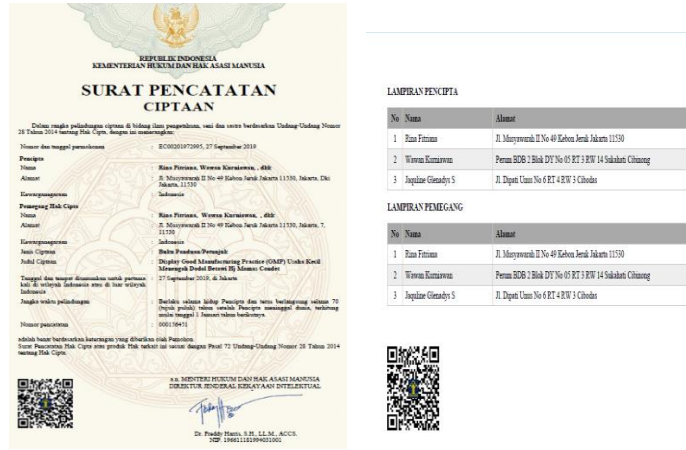 REPUBLIK INDONESIA
KEMENTERIAN HUKUM DAN HAK ASASI MANUSIA
SURAT PENCATATAN
CIPTAAN
Dalam rangka pelindungan ciptaan di bidang ilmu pengetahuan, seni dan sastra berdasarkan Undang-Undang Nomor
28 Tahun 2014 tentang Hak Cipta, dengan ini menerangkan:
Nomor dan tanggal permohonan : EC00201972995, 27 September 2019
Pencipta
Nama : Rina Fitriana, Wawan Kurniawan, , dkk
Alamat : Jl. Musyawarah II No 49 Kebon Jeruk Jakarta 11530, Jakarta, Dki
Jakarta, 11530
Kewarganegaraan : Indonesia
Pemegang Hak Cipta
Nama : Rina Fitriana, Wawan Kurniawan, , dkk
Alamat : Jl. Musyawarah II No 49 Kebon Jeruk Jakarta 11530, Jakarta, 7,
11530
Kewarganegaraan : Indonesia
Jenis Ciptaan : Buku Panduan/Petunjuk
Judul Ciptaan : Display Good Manufacturing Practice (GMP) Usaha Kecil
Menengah Dodol Betawi Hj Mamas Condet
Tanggal dan tempat diumumkan untuk pertama : 27 September 2019, di Jakarta
kali di wilayah Indonesia atau di luar wilayah
Indonesia
Jangka waktu pelindungan : Berlaku selama hidup Pencipta dan terus berlangsung selama 70
(tujuh puluh) tahun setelah Pencipta meninggal dunia, terhitung
mulai tanggal 1 Januari tahun berikutnya.
Nomor pencatatan : 000156451
adalah benar berdasarkan keterangan yang diberikan oleh Pemohon.
Surat Pencatatan Hak Cipta atau produk Hak terkait ini sesuai dengan Pasal 72 Undang-Undang Nomor 28 Tahun 2014
tentang Hak Cipta.
a.n. MENTERI HUKUM DAN HAK ASASI MANUSIA
DIREKTUR JENDERAL KEKAYAAN INTELEKTUAL
Dr. Freddy Harris, S.H., LL.M., ACCS.
NIP. 196611181994031001
LAMPIRAN PENCIPTA
No Nama Alamat
1 Rina Fitriana Jl. Musyawarah II No 49 Kebon Jeruk Jakarta 11530
2 Wawan Kurniawan Perum BDB 2 Blok DY No 05 RT 3 RW 14 Sukahati Cibinong
3 Jaquline Glenadys S Jl. Dipati Unus No 6 RT 4 RW 3 Cibodas
LAMPIRAN PEMEGANG
No Nama Alamat
1 Rina Fitriana Jl. Musyawarah II No 49 Kebon Jeruk Jakarta 11530
2 Wawan Kurniawan Perum BDB 2 Blok DY No 05 RT 3 RW 14 Sukahati Cibinong
3 Jaquline Glenadys S Jl. Dipati Unus No 6 RT 4 RW 3 Cibodas